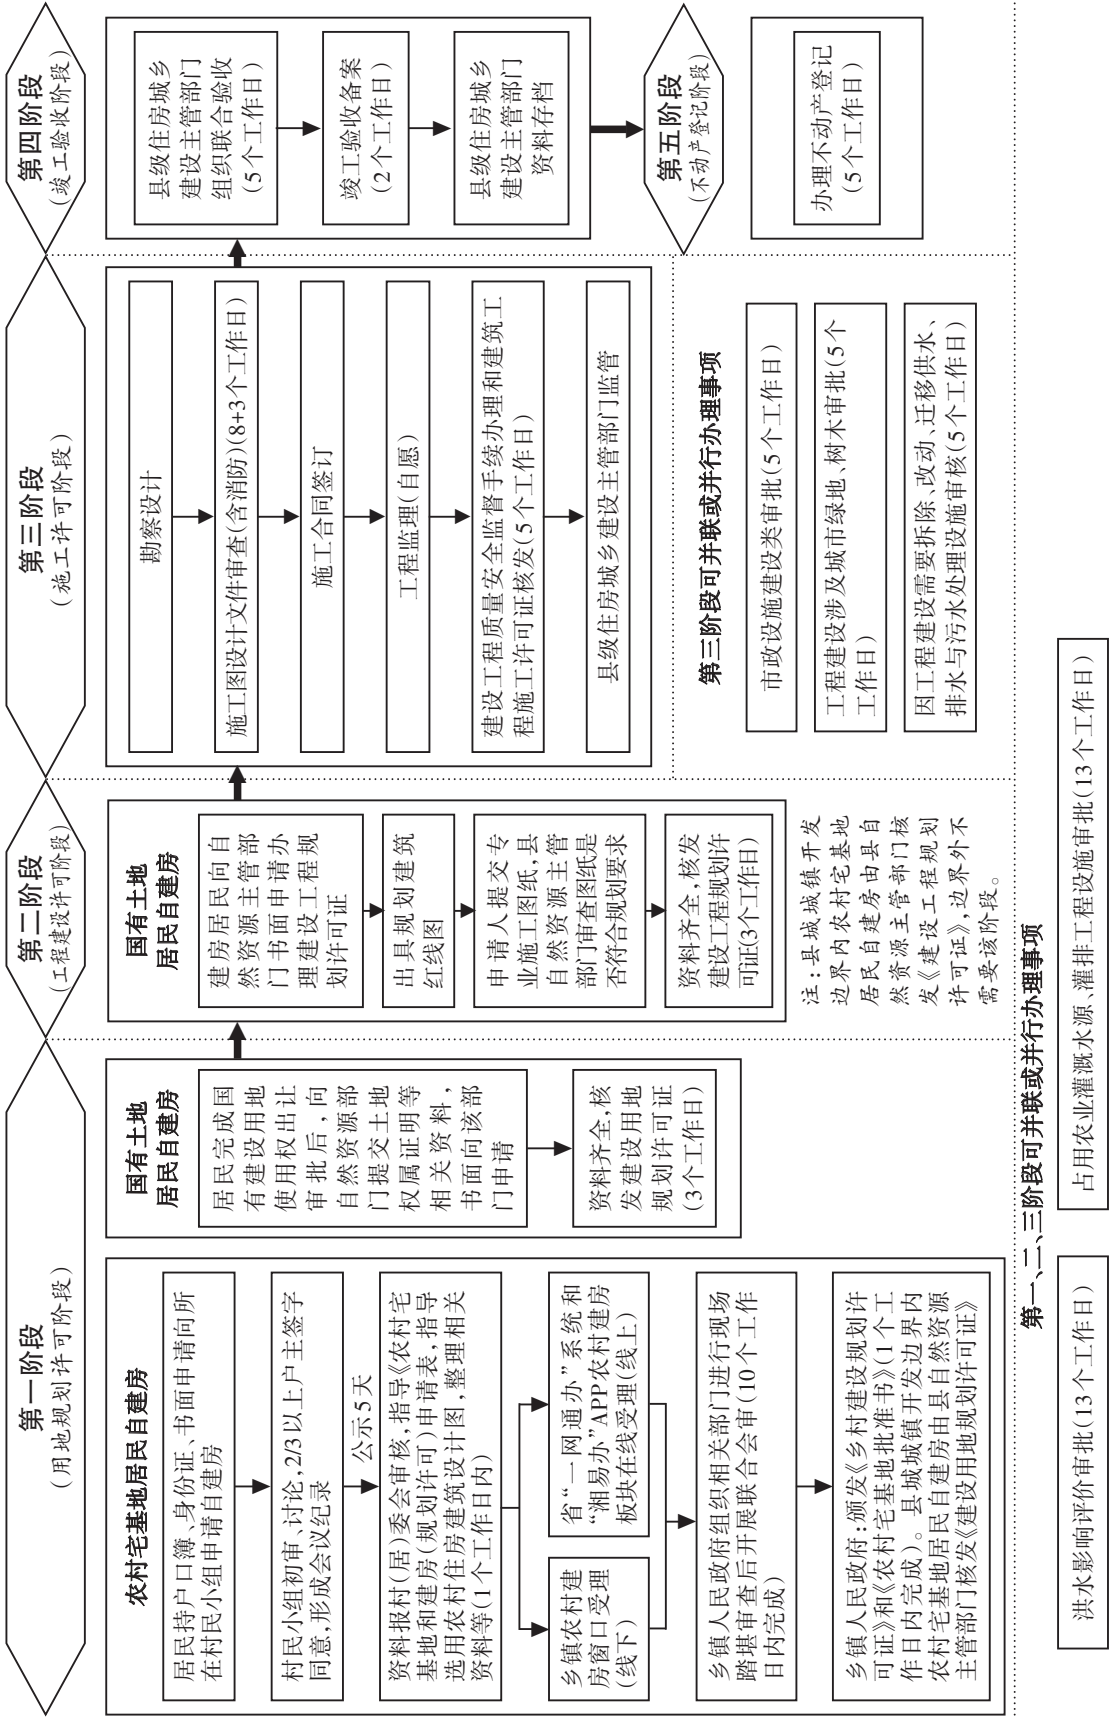 第一阶段
(用地规划许可阶段)
农村宅基地居民自建房
居民持户口簿、身份证、书面申请向所
在村民小组申请自建房
村民小组初审、讨论,2/3以上户主签字
同意,形成会议纪录
公示5天
资料报村(居)委会审核,指导《农村宅
基地和建房(规划许可)申请表,指导
选用农村住房建筑设计图,整理相关
资料等(1个工作日内)
乡镇农村建
房窗口受理
(线下)
省“一网通办”系统和
“湘易办”APP农村建房
板块在线受理(线上)
乡镇人民政府组织相关部门进行现场
踏堪审查后开展联合会审(10个工作
日内完成)
乡镇人民政府:颁发《乡村建设规划许
可证》和《农村宅基地批准书》(1个工
作日内完成)。县城城镇开发边界内
农村宅基地居民自建房由县自然资源
主管部门核发《建设用地规划许可证》
国有土地
居民自建房
居民完成国
有建设用地
使用权出让
审批后,向
自然资源部
门提交土地
权属证明等
相关资料,
书面向该部
门申请
资料齐全,核
发建设用地
规划许可证
(3个工作日)
第二阶段
(工程建设许可阶段)
国有土地
居民自建房
建房居民向自
然资源主管部
门书面申请办
理建设工程规
划许可证
出具规划建筑
红线图
申请人提交专
业施工图纸,县
自然资源主管
部门审查图纸是
否符合规划要求
资料齐全,核发
建设工程规划许
可证(3个工作日)
注:县城城镇开发
边界内农村宅基地
居民自建房由县自
然资源主管部门核
发《建设工程规划
许可证》,边界外不
需要该阶段。
第三阶段
(施工许可阶段)
勘察设计
施工图设计文件审查(含消防)(8+3个工作日)
施工合同签订
工程监理(自愿)
建设工程质量安全监督手续办理和建筑工
程施工许可证核发(5个工作日)
县级住房城乡建设主管部门监管
第三阶段可并联或并行办理事项
市政设施建设类审批(5个工作日)
工程建设涉及城市绿地、树木审批(5个
工作日)
因工程建设需要拆除、改动、迁移供水、
排水与污水处理设施审核(5个工作日)
第四阶段
(竣工验收阶段)
县级住房城乡
建设主管部门
组织联合验收
(5个工作日)
竣工验收备案
(2个工作日)
县级住房城乡
建设主管部门
资料存档
第五阶段
(不动产登记阶段)
办理不动产登记
(5个工作日)
第一、二、三阶段可并联或并行办理事项
洪水影响评价审批(13个工作日)
占用农业灌溉水源、灌排工程设施审批(13个工作日)